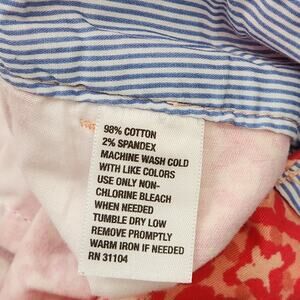 98% COTTON
2% SPANDEX
MACHINE WASH COLD
WITH LIKE COLORS
USE ONLY NON-
CHLORINE BLEACH
WHEN NEEDED
TUMBLE DRY LOW
REMOVE PROMPTLY
WARM IRON IF NEEDED
RN 31104